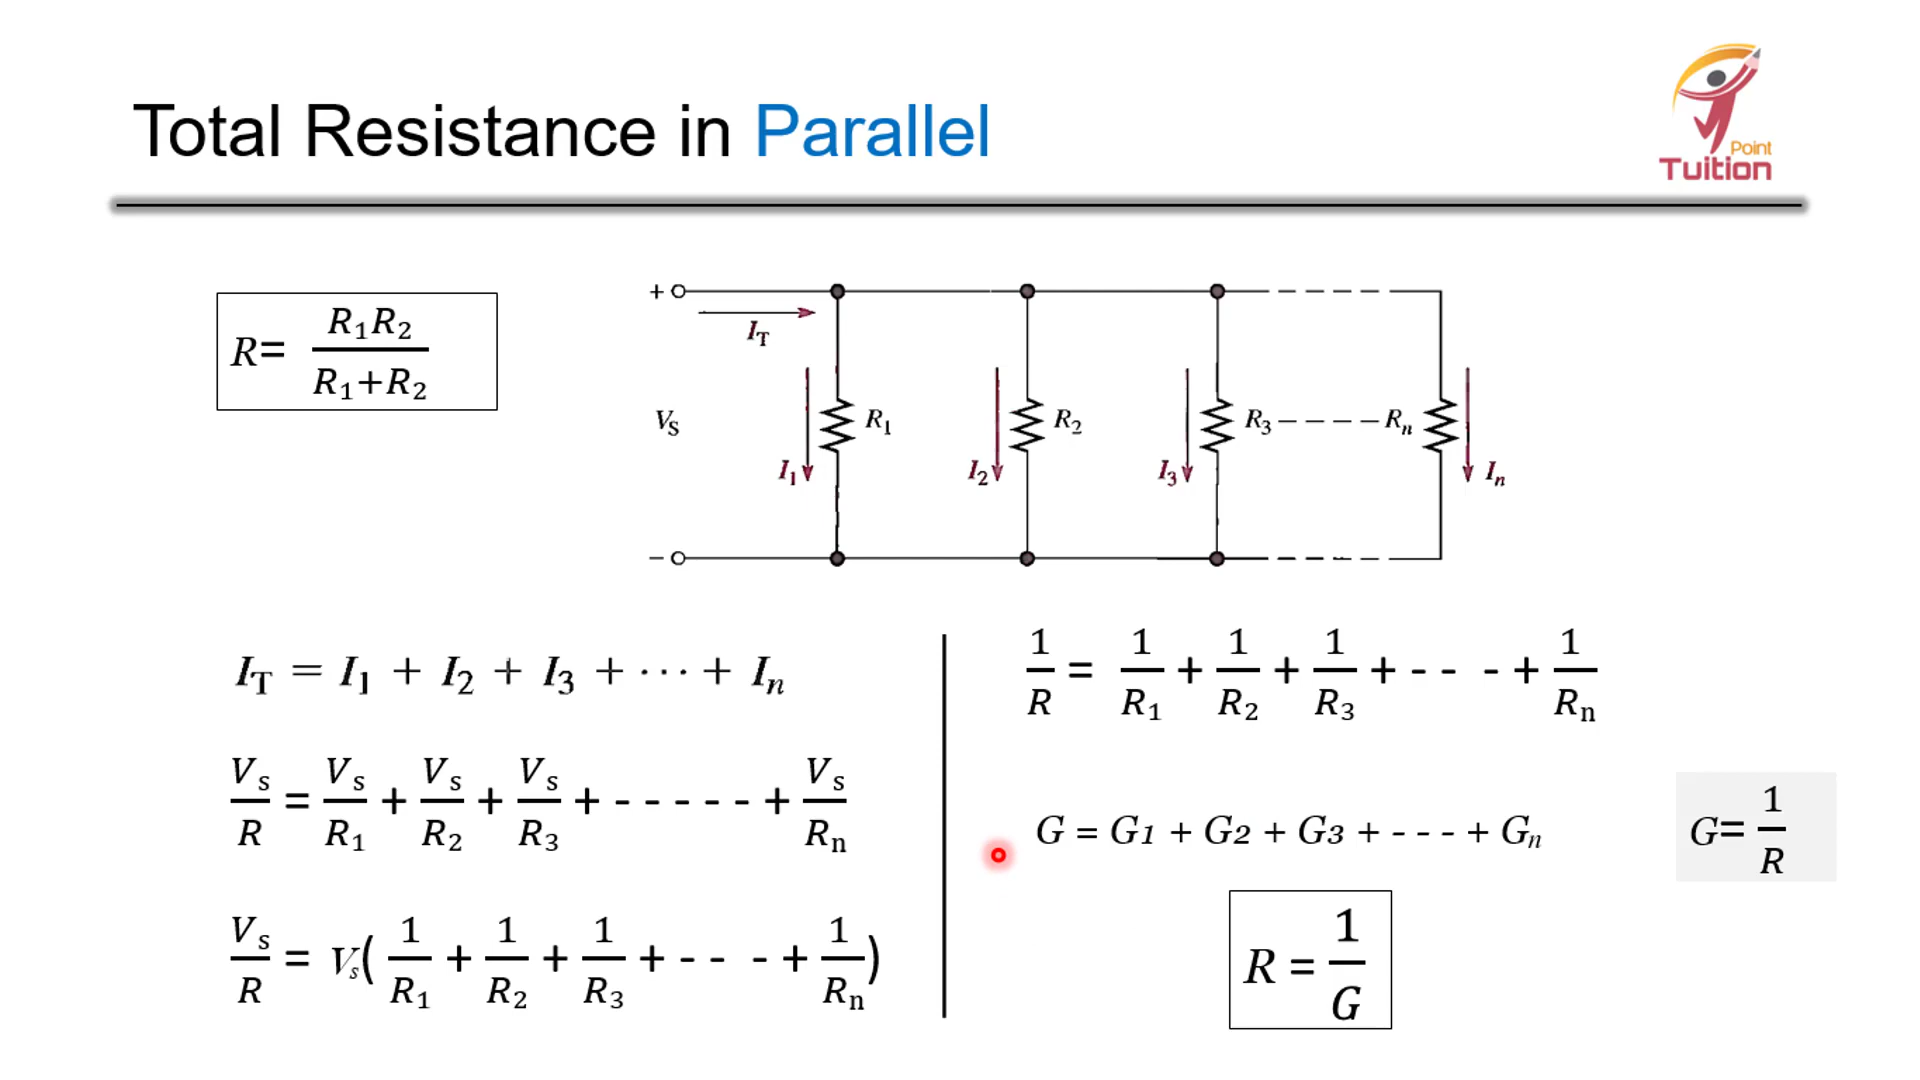 Total Resistance in Parallel
Point
Tuition
R= R₁R₂ / R₁+R₂
+
I_T
V_S
R₁ R₂ R₃ - - - - R_n
I₁ I₂ I₃ I_n
−
I_T = I₁ + I₂ + I₃ + ··· + I_n
V_s/R = V_s/R₁ + V_s/R₂ + V_s/R₃ + - - - - - + V_s/R_n
V_s/R = V_s( 1/R₁ + 1/R₂ + 1/R₃ + - - - + 1/R_n)
1/R = 1/R₁ + 1/R₂ + 1/R₃ + - - - + 1/R_n
G = G1 + G2 + G3 + - - - + G_n
G= 1/R
R = 1/G